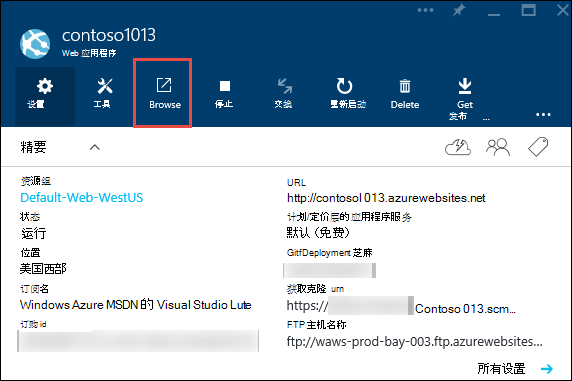 contoso1013
Web 应用程序
设置
工具
Browse
停止
交换
重新启动
Delete
Get
发布
...
精要
资源组
Default-Web-WestUS
状态
运行
位置
美国西部
订阅名
Windows Azure MSDN 的 Visual Studio Lute
订购 id
URL
http://contosol 013.azurewebsites.net
计划/定价层的应用程序服务
默认 (免费)
GitfDeployment 芝麻
获取克隆 urn
https:/ Contoso 013.scm...
FTP 主机名称
ftp://waws-prod-bay-003.ftp.azurewebsites...
所有设置